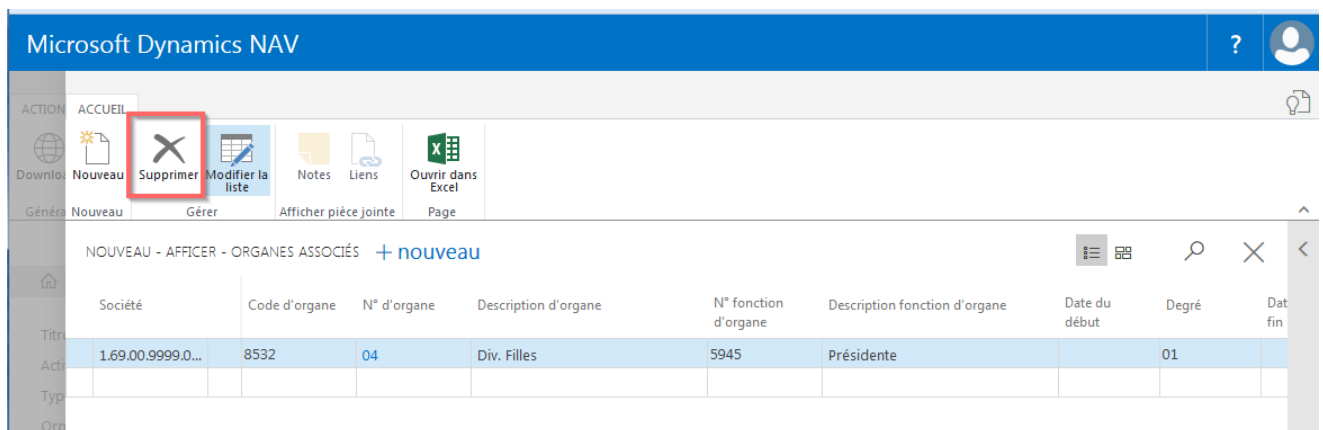 Microsoft Dynamics NAV ?
ACTION ACCUEIL
Downloa Nouveau Supprimer Modifier la liste Notes Liens Ouvrir dans Excel
Généra Nouveau Gérer Afficher pièce jointe Page
NOUVEAU - AFFICER - ORGANES ASSOCIÉS + nouveau
Société Code d'organe N° d'organe Description d'organe N° fonction d'organe Description fonction d'organe Date du début Degré Dat fin
Titre
1.69.00.9999.0... 8532 04 Div. Filles 5945 Présidente 01
Acti
Typ
Org